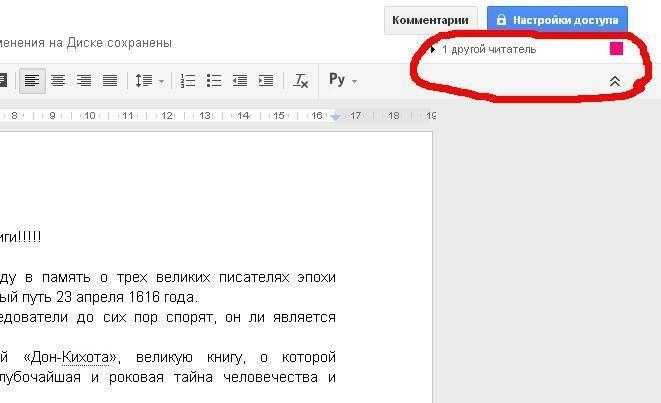 Комментарии
Настройки доступа
менения на Диске сохранены
1 другой читатель
Ру
8 9 10 11 12 13 14 15 16 17 18 19
иги!!!!!
ду в память о трех великих писателях эпохи
ый путь 23 апреля 1616 года.
едователи до сих пор спорят, он ли является
й «Дон-Кихота», великую книгу, о которой
лубочайшая и роковая тайна человечества и